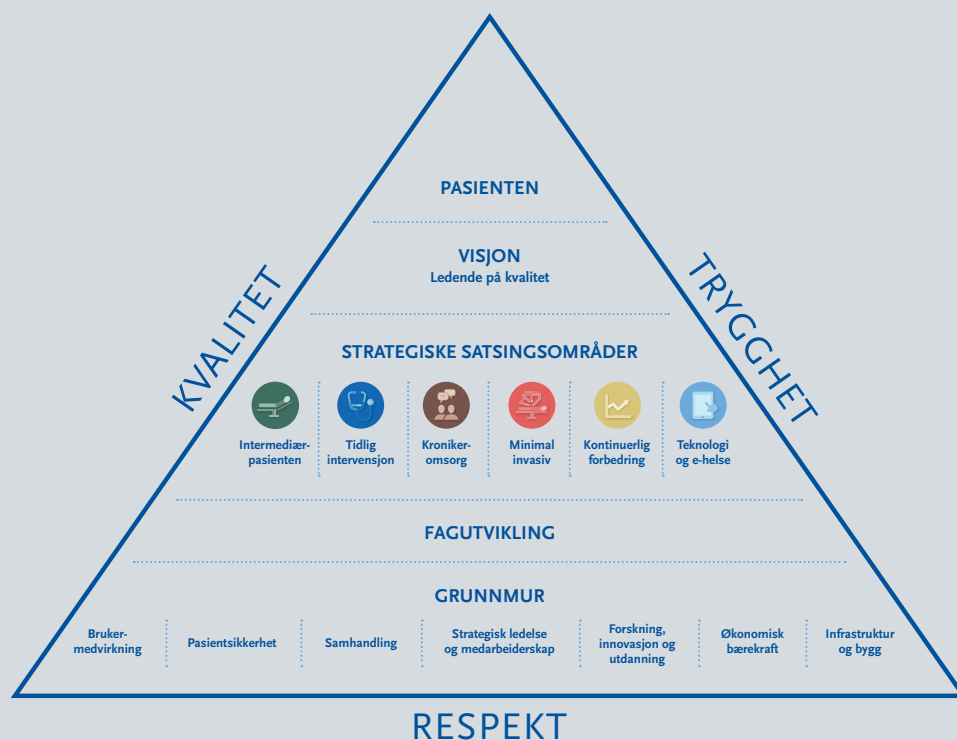 PASIENTEN
VISJON
Ledende på kvalitet
KVALITET
TRYGGHET
STRATEGISKE SATSINGSOMRÅDER
Intermediær-
pasienten
Tidlig
intervensjon
Kroniker-
omsorg
Minimal
invasiv
Kontinuerlig
forbedring
Teknologi
og e-helse
FAGUTVIKLING
GRUNNMUR
Bruker-
medvirkning
Pasientsikkerhet
Samhandling
Strategisk ledelse
og medarbeiderskap
Forskning,
innovasjon og
utdanning
Økonomisk
bærekraft
Infrastruktur
og bygg
RESPEKT